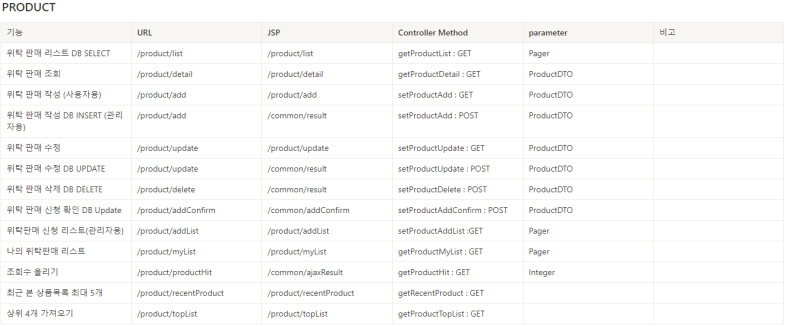 PRODUCT
기능 URL JSP Controller Method parameter 비고
위탁 판매 리스트 DB SELECT /product/list /product/list getProductList : GET Pager
위탁 판매 조회 /product/detail /product/detail getProductDetail : GET ProductDTO
위탁 판매 작성 (사용자용) /product/add /product/add setProductAdd : GET ProductDTO
위탁 판매 작성 DB INSERT (관리 /product/add /common/result setProductAdd : POST ProductDTO
자용)
위탁 판매 수정 /product/update /product/update setProductUpdate : GET ProductDTO
위탁 판매 수정 DB UPDATE /product/update /common/result setProductUpdate : POST ProductDTO
위탁 판매 삭제 DB DELETE /product/delete /common/result setProductDelete : POST ProductDTO
위탁 판매 신청 확인 DB Update /product/addConfirm /common/addConfirm setProductAddConfirm : POST ProductDTO
위탁판매 신청 리스트(관리자용) /product/addList /product/addList setProductAddList :GET Pager
나의 위탁판매 리스트 /product/myList /product/myList getProductMyList : GET Pager
조회수 올리기 /product/productHit /common/ajaxResult getProductHit : GET Integer
최근 본 상품목록 최대 5개 /product/recentProduct /product/recentProduct getRecentProduct : GET
상위 4개 가져오기 /product/topList /product/topList getProductTopList : GET